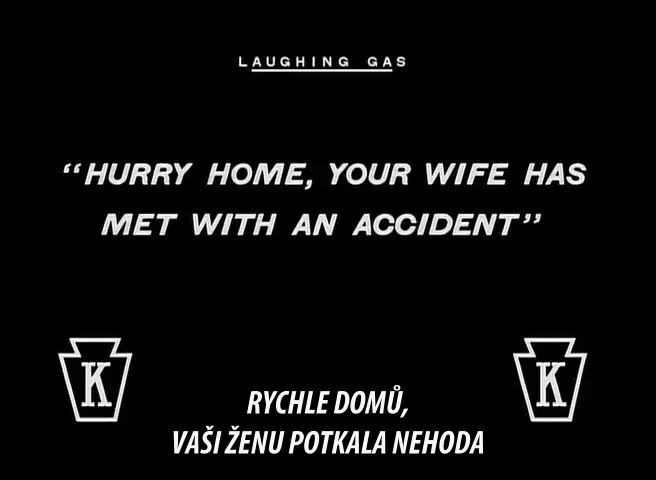 LAUGHING GAS
“HURRY HOME, YOUR WIFE HAS
MET WITH AN ACCIDENT”
K
K
RYCHLE DOMŮ,
VAŠI ŽENU POTKALA NEHODA